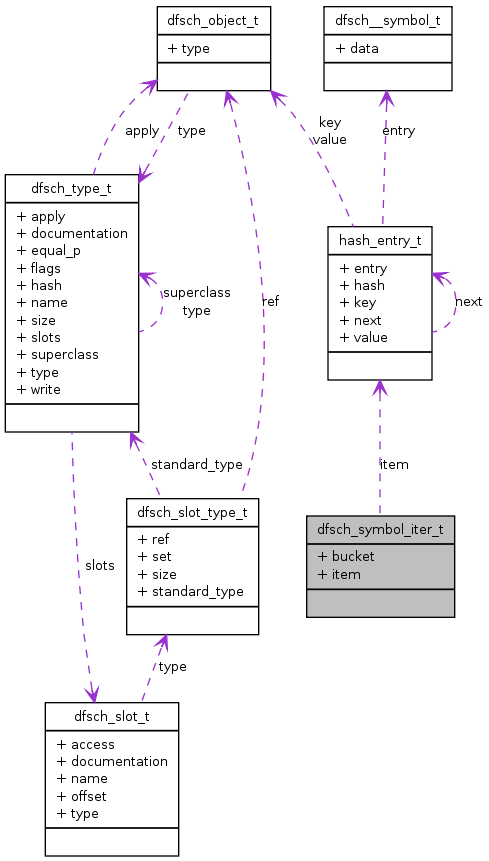 dfsch_object_t
+ type
dfsch__symbol_t
+ data
apply
type
key
value
entry
dfsch_type_t
+ apply
+ documentation
+ equal_p
+ flags
+ hash
+ name
+ size
+ slots
+ superclass
+ type
+ write
superclass
type
ref
hash_entry_t
+ entry
+ hash
+ key
+ next
+ value
next
standard_type
item
dfsch_slot_type_t
+ ref
+ set
+ size
+ standard_type
dfsch_symbol_iter_t
+ bucket
+ item
slots
type
dfsch_slot_t
+ access
+ documentation
+ name
+ offset
+ type